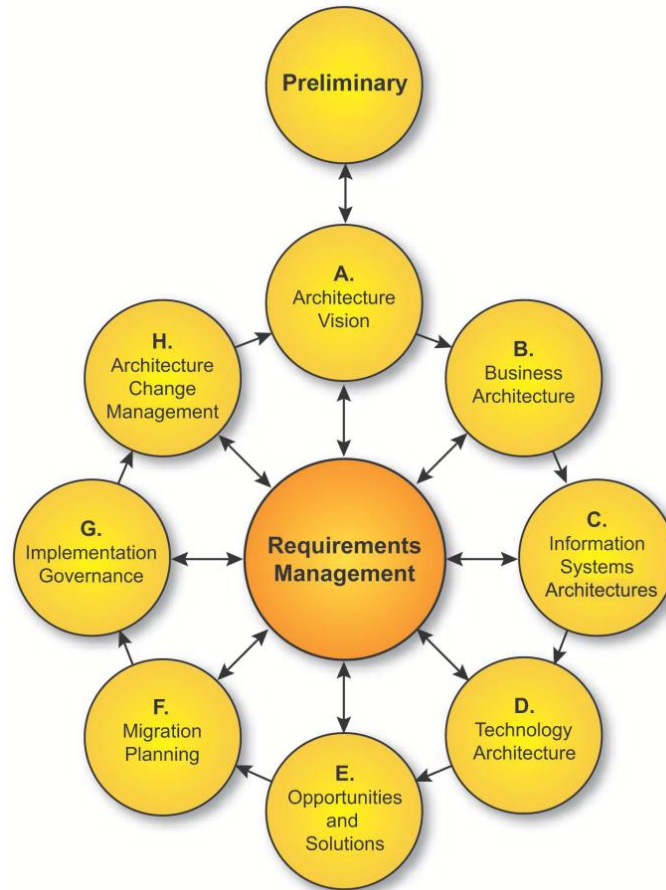 Preliminary
A.
Architecture
Vision
B.
Business
Architecture
C.
Information
Systems
Architectures
D.
Technology
Architecture
E.
Opportunities
and
Solutions
F.
Migration
Planning
G.
Implementation
Governance
H.
Architecture
Change
Management
Requirements
Management